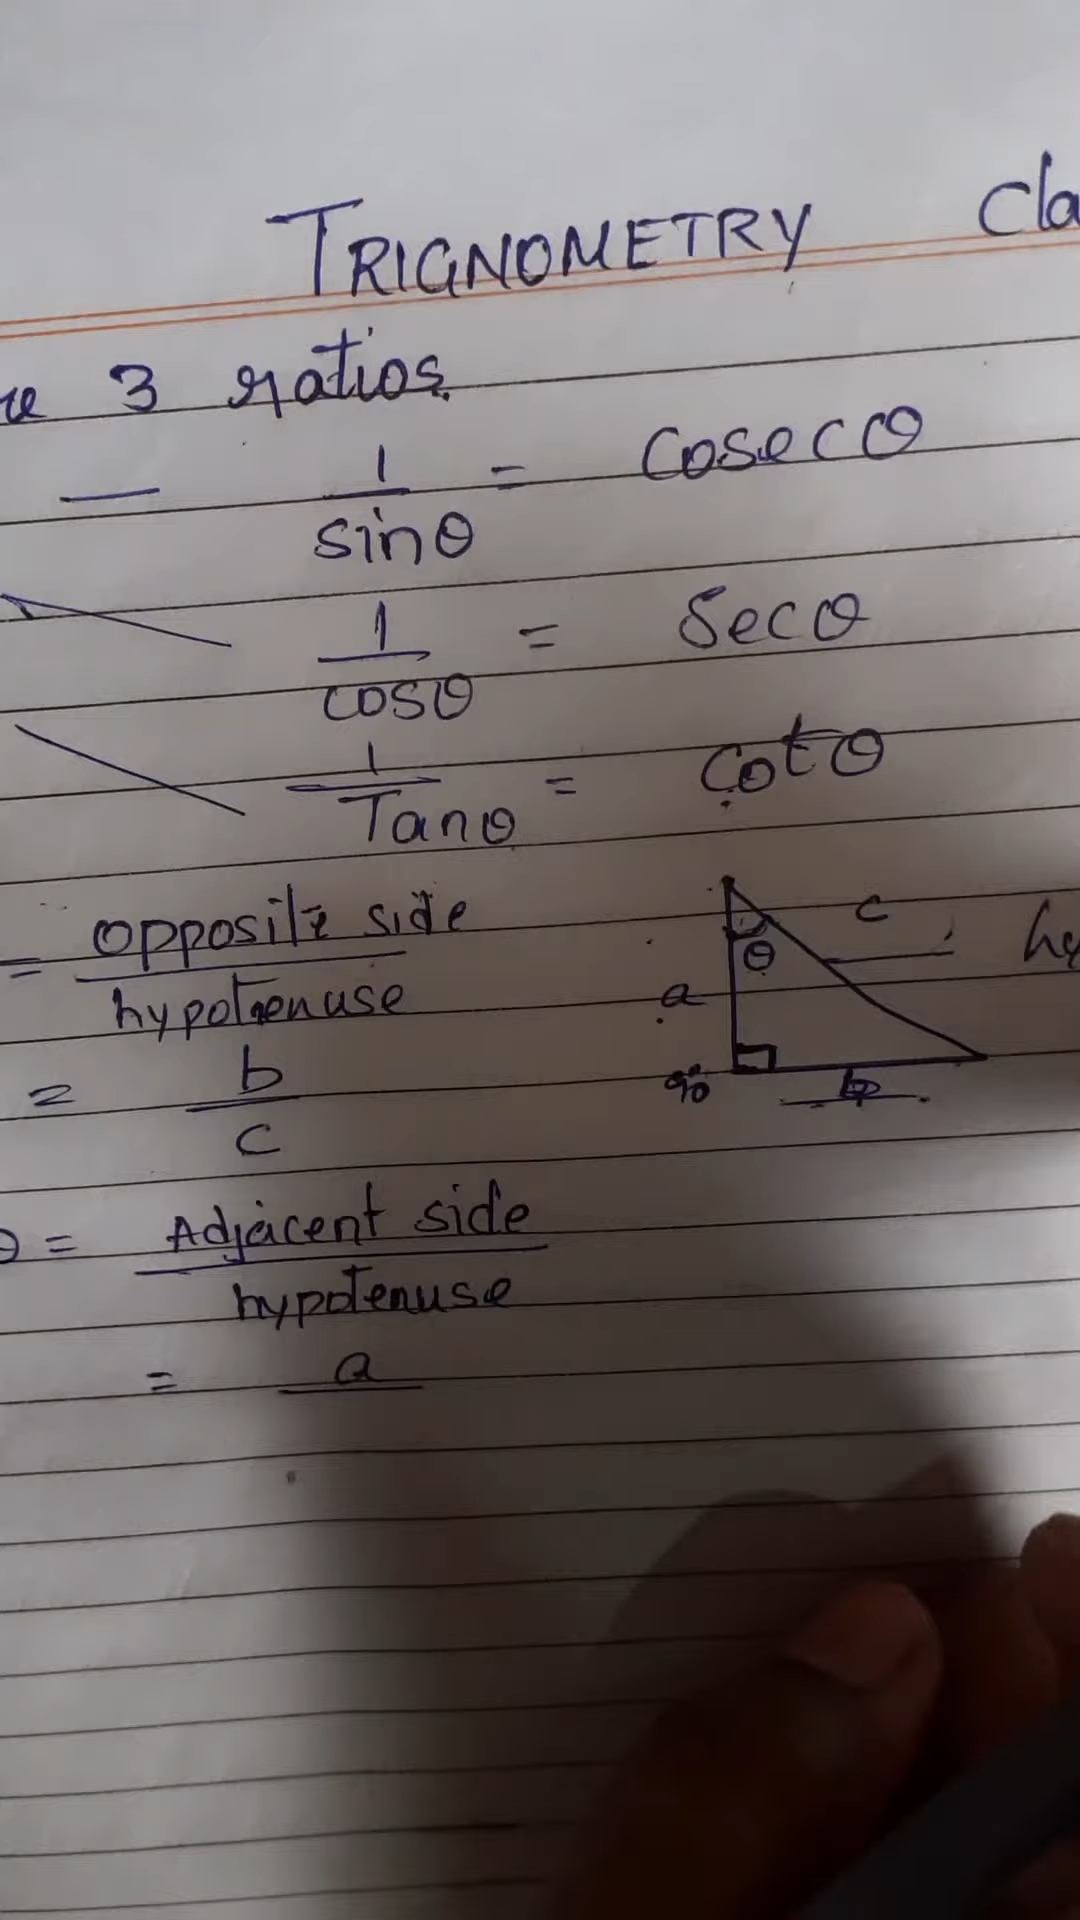 TRIGNOMETRY
3 ratios.
1/sinθ = Cosecθ
1/cosθ = Secθ
1/Tanθ = Cotθ
= opposite side/hypotenuse
= b/c
θ = Adjacent side/hypotenuse
= a
c
θ
a
90°
b